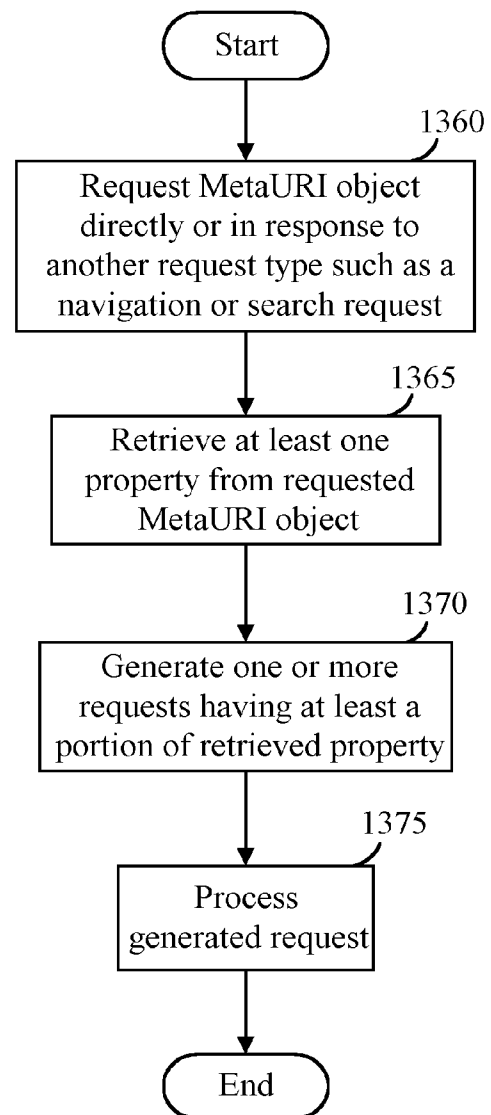 Start
1360
Request MetaURI object
directly or in response to
another request type such as a
navigation or search request
1365
Retrieve at least one
property from requested
MetaURI object
1370
Generate one or more
requests having at least a
portion of retrieved property
1375
Process
generated request
End